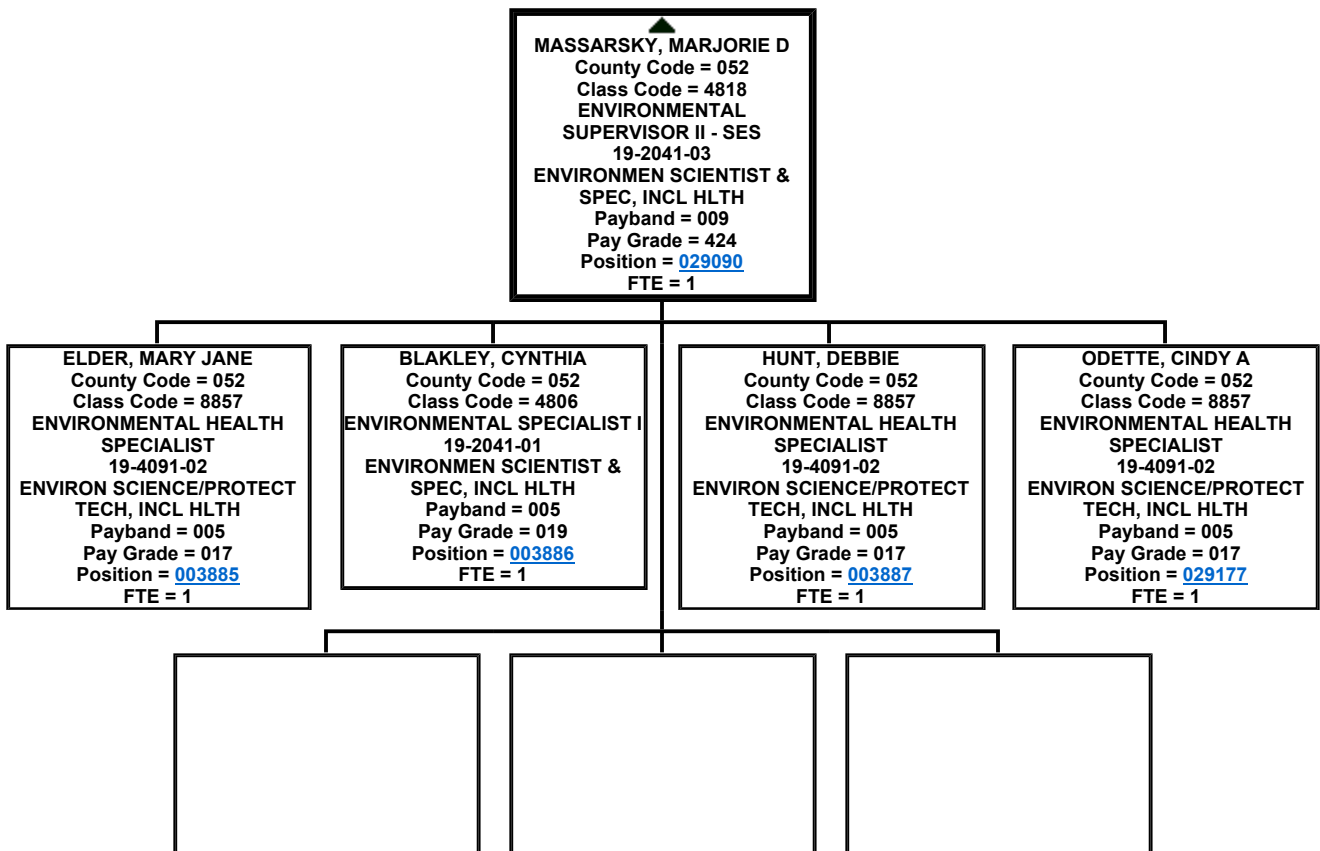 MASSARSKY, MARJORIE D
County Code = 052
Class Code = 4818
ENVIRONMENTAL
SUPERVISOR II - SES
19-2041-03
ENVIRONMEN SCIENTIST &
SPEC, INCL HLTH
Payband = 009
Pay Grade = 424
Position = 029090
FTE = 1
ELDER, MARY JANE
County Code = 052
Class Code = 8857
ENVIRONMENTAL HEALTH
SPECIALIST
19-4091-02
ENVIRON SCIENCE/PROTECT
TECH, INCL HLTH
Payband = 005
Pay Grade = 017
Position = 003885
FTE = 1
BLAKLEY, CYNTHIA
County Code = 052
Class Code = 4806
ENVIRONMENTAL SPECIALIST I
19-2041-01
ENVIRONMEN SCIENTIST &
SPEC, INCL HLTH
Payband = 005
Pay Grade = 019
Position = 003886
FTE = 1
HUNT, DEBBIE
County Code = 052
Class Code = 8857
ENVIRONMENTAL HEALTH
SPECIALIST
19-4091-02
ENVIRON SCIENCE/PROTECT
TECH, INCL HLTH
Payband = 005
Pay Grade = 017
Position = 003887
FTE = 1
ODETTE, CINDY A
County Code = 052
Class Code = 8857
ENVIRONMENTAL HEALTH
SPECIALIST
19-4091-02
ENVIRON SCIENCE/PROTECT
TECH, INCL HLTH
Payband = 005
Pay Grade = 017
Position = 029177
FTE = 1